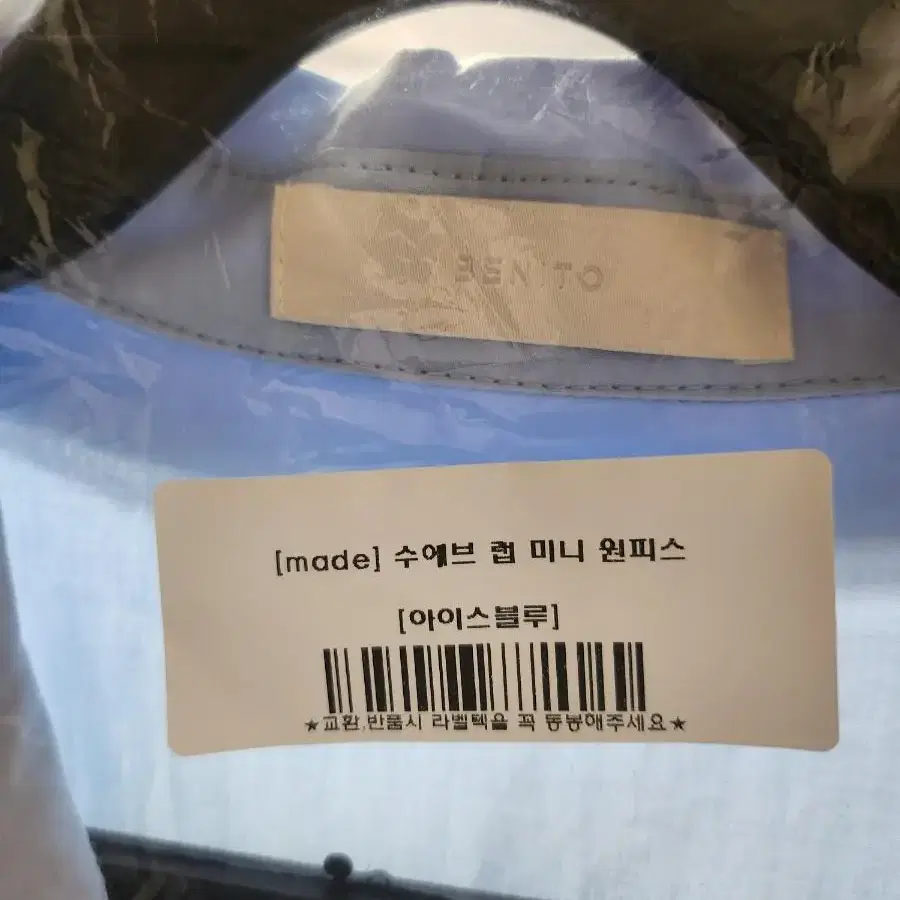 BENITO
[made] 수에브 럽 미니 원피스
[아이스블루]
★교환,반품시 라벨텍을 꼭 동봉해주세요★